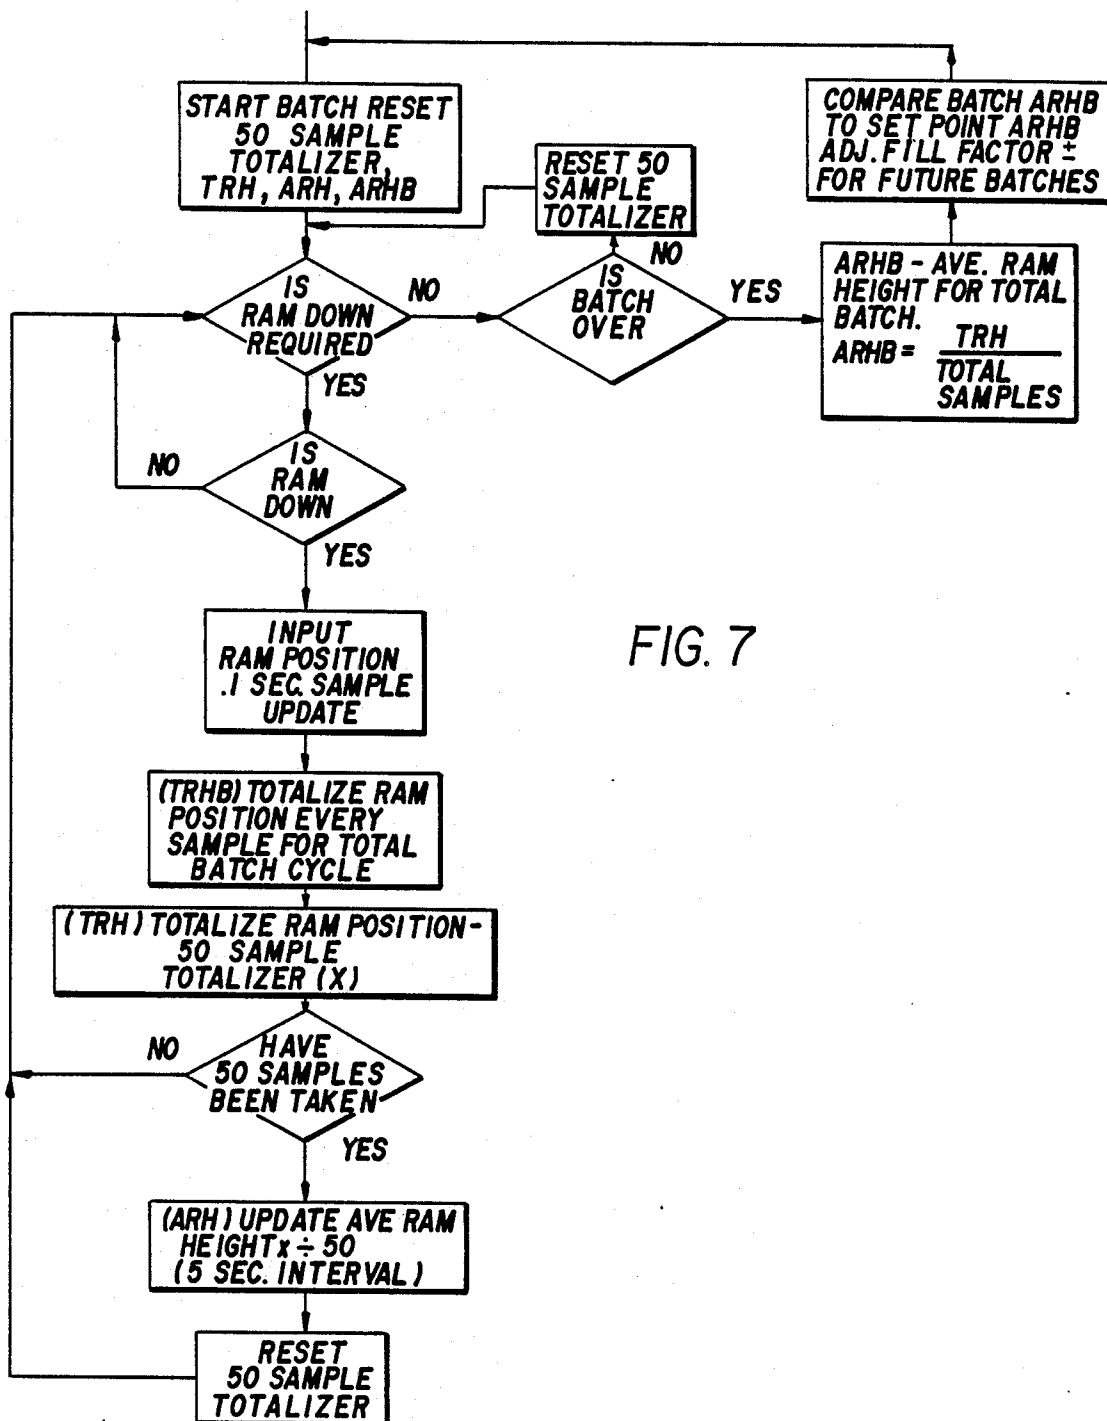 START BATCH RESET
50 SAMPLE
TOTALIZER,
TRH, ARH, ARHB
RESET 50
SAMPLE
TOTALIZER
COMPARE BATCH ARHB
TO SET POINT ARHB
ADJ. FILL FACTOR ±
FOR FUTURE BATCHES
IS
RAM DOWN
REQUIRED
NO
YES
IS
BATCH
OVER
NO
YES
ARHB - AVE. RAM
HEIGHT FOR TOTAL
BATCH.
ARHB = TRH
TOTAL
SAMPLES
IS
RAM
DOWN
NO
YES
INPUT
RAM POSITION
.1 SEC. SAMPLE
UPDATE
FIG. 7
(TRHB) TOTALIZE RAM
POSITION EVERY
SAMPLE FOR TOTAL
BATCH CYCLE
(TRH) TOTALIZE RAM POSITION-
50 SAMPLE
TOTALIZER (X)
HAVE
50 SAMPLES
BEEN TAKEN
NO
YES
(ARH) UPDATE AVE RAM
HEIGHT x ÷ 50
(5 SEC. INTERVAL)
RESET
50 SAMPLE
TOTALIZER